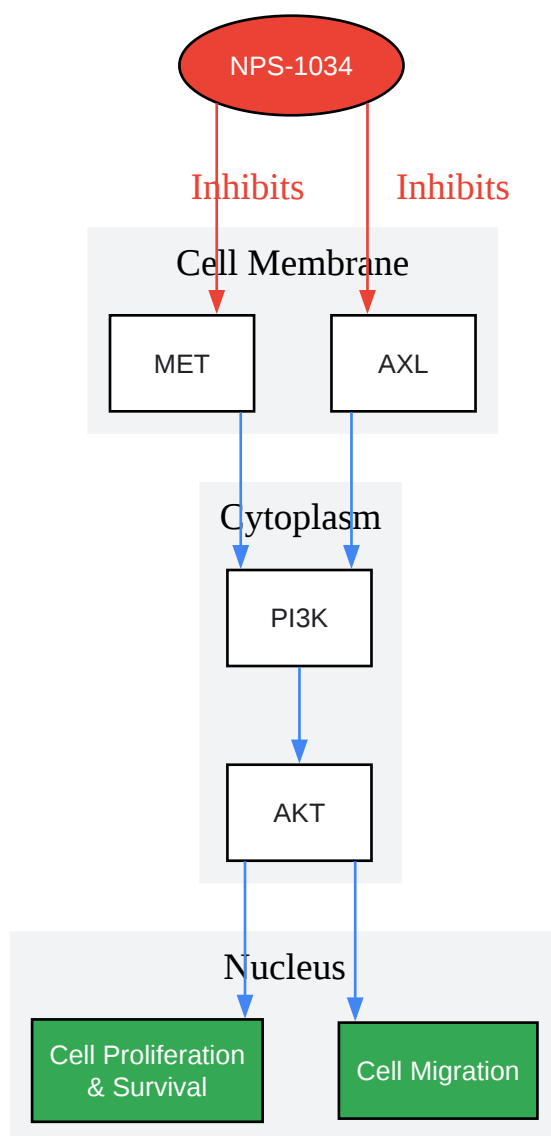 NPS-1034
Inhibits
Inhibits
Cell Membrane
MET
AXL
Cytoplasm
PI3K
AKT
Nucleus
Cell Proliferation
& Survival
Cell Migration